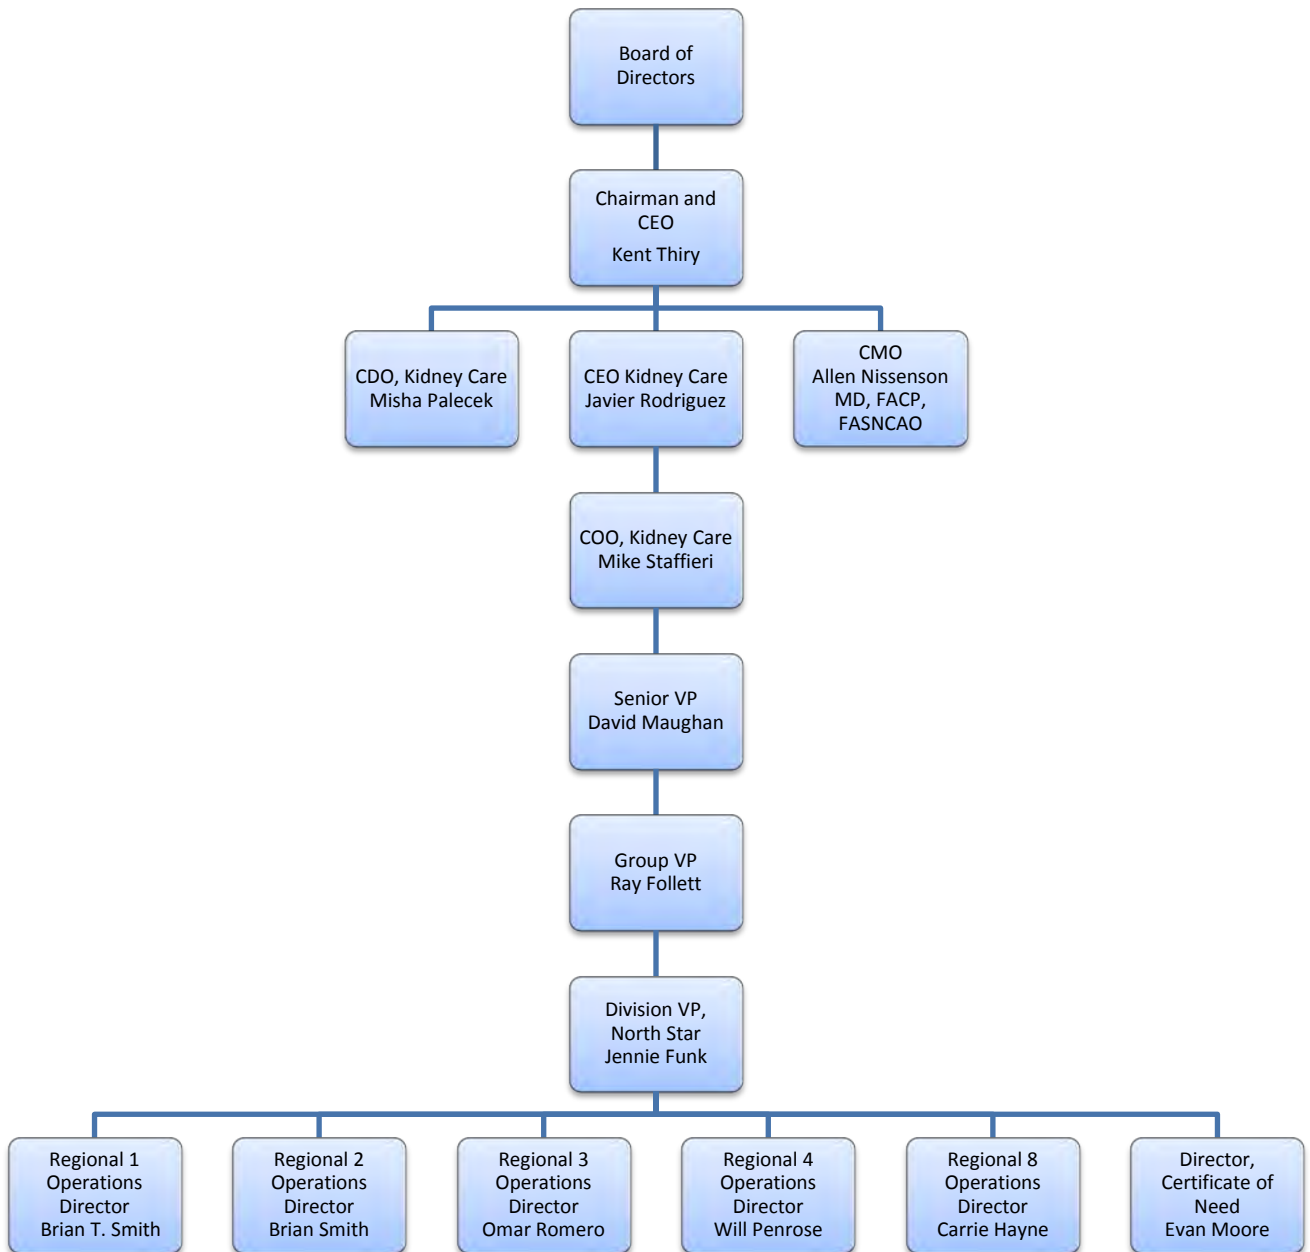 Board of
Directors
Chairman and
CEO
Kent Thiry
CDO, Kidney Care
Misha Palecek
CEO Kidney Care
Javier Rodriguez
CMO
Allen Nissenson
MD, FACP,
FASNCAO
COO, Kidney Care
Mike Staffieri
Senior VP
David Maughan
Group VP
Ray Follett
Division VP,
North Star
Jennie Funk
Regional 1
Operations
Director
Brian T. Smith
Regional 2
Operations
Director
Brian Smith
Regional 3
Operations
Director
Omar Romero
Regional 4
Operations
Director
Will Penrose
Regional 8
Operations
Director
Carrie Hayne
Director,
Certificate of
Need
Evan Moore